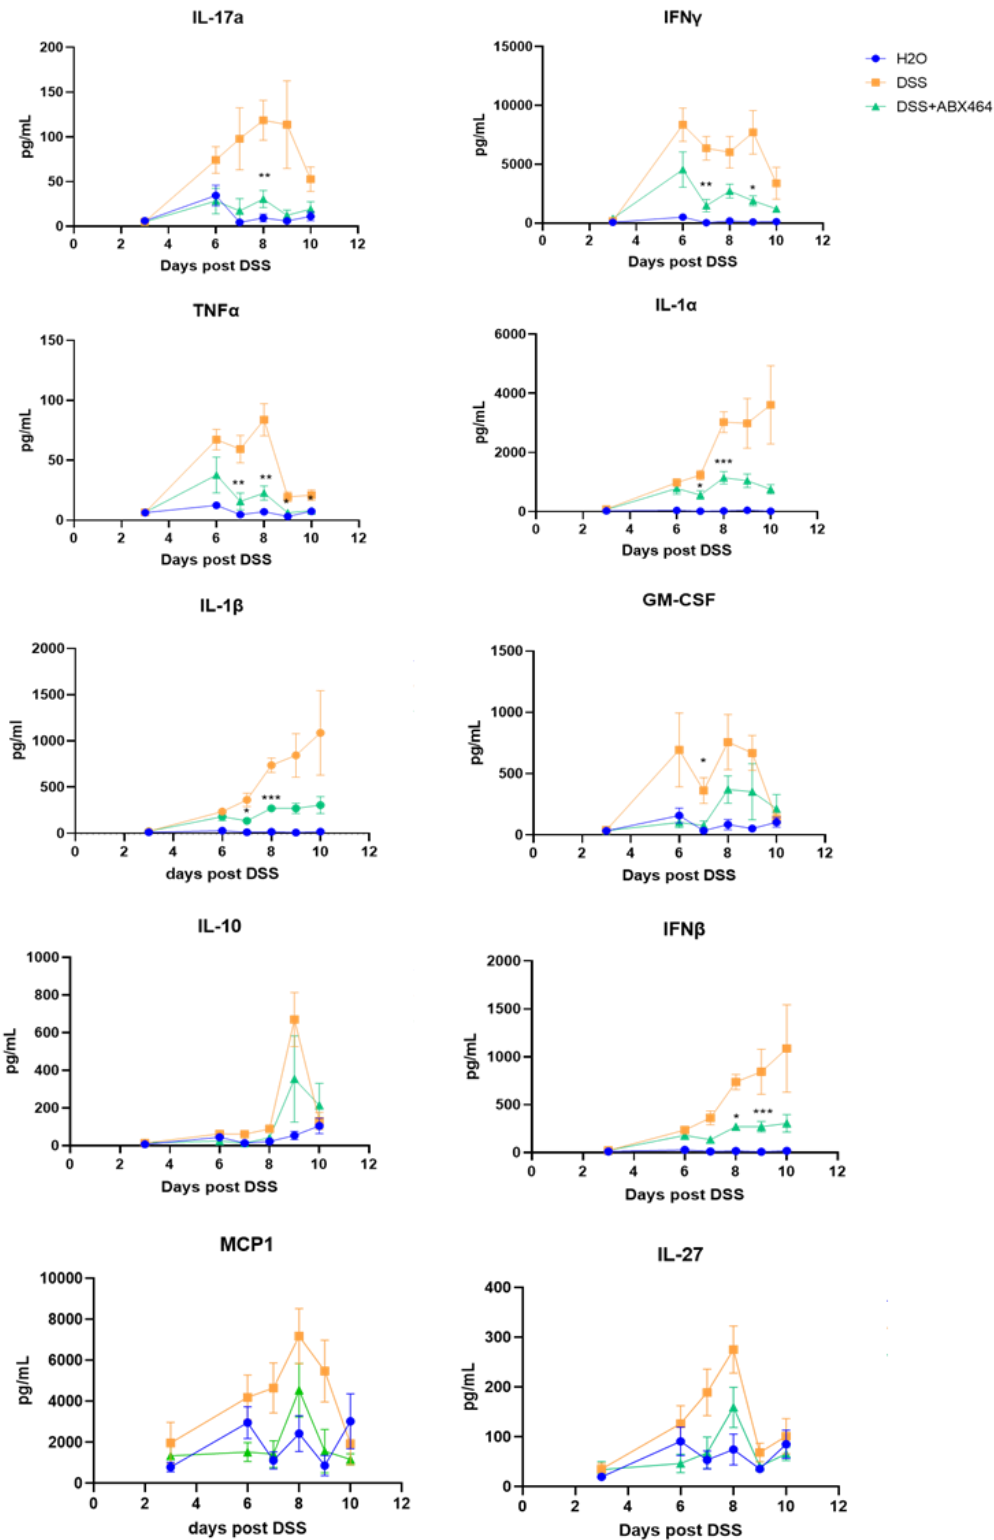 IL-17a
200
150
100
50
0
pg/mL
0 2 4 6 8 10 12
Days post DSS
**
IFNγ
15000
10000
5000
0
pg/mL
0 2 4 6 8 10 12
Days post DSS
**
*
H2O
DSS
DSS+ABX464
TNFα
150
100
50
0
pg/mL
0 2 4 6 8 10 12
Days post DSS
**
**
*
*
IL-1α
6000
4000
2000
0
pg/mL
0 2 4 6 8 10 12
Days post DSS
*
***
IL-1β
2000
1500
1000
500
0
pg/ml
0 2 4 6 8 10 12
days post DSS
*
***
GM-CSF
1500
1000
500
0
pg/mL
0 2 4 6 8 10 12
Days post DSS
*
IL-10
1000
800
600
400
200
0
pg/mL
0 2 4 6 8 10 12
Days post DSS
IFNβ
2000
1500
1000
500
0
pg/mL
0 2 4 6 8 10 12
Days post DSS
*
***
MCP1
10000
8000
6000
4000
2000
0
pg/mL
0 2 4 6 8 10 12
days post DSS
IL-27
400
300
200
100
0
pg/mL
0 2 4 6 8 10 12
Days post DSS